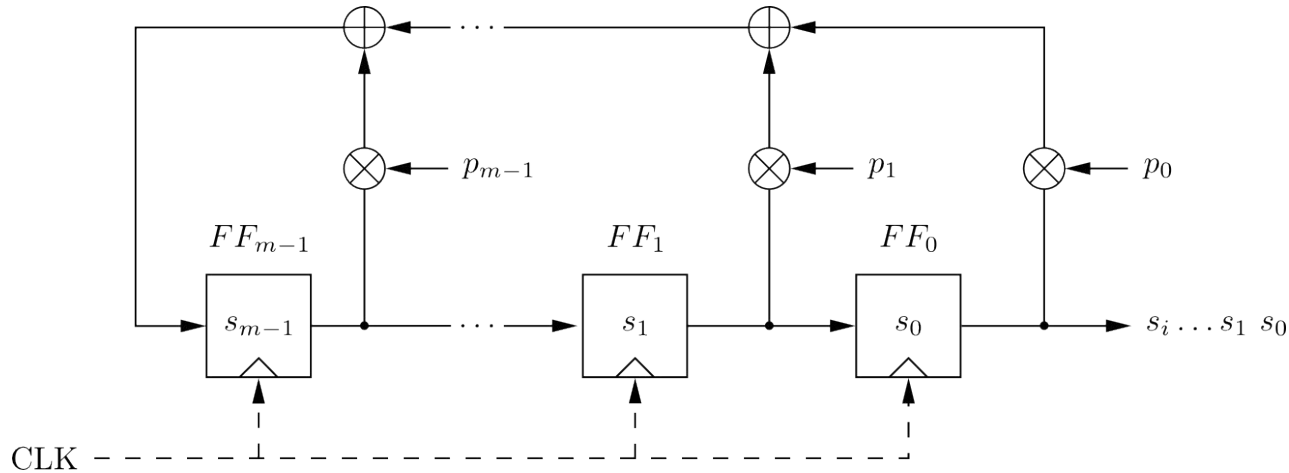 · · ·
p_{m−1} p_1 p_0
FF_{m−1} FF_1 FF_0
s_{m−1} · · · s_1 s_0 s_i . . . s_1 s_0
CLK